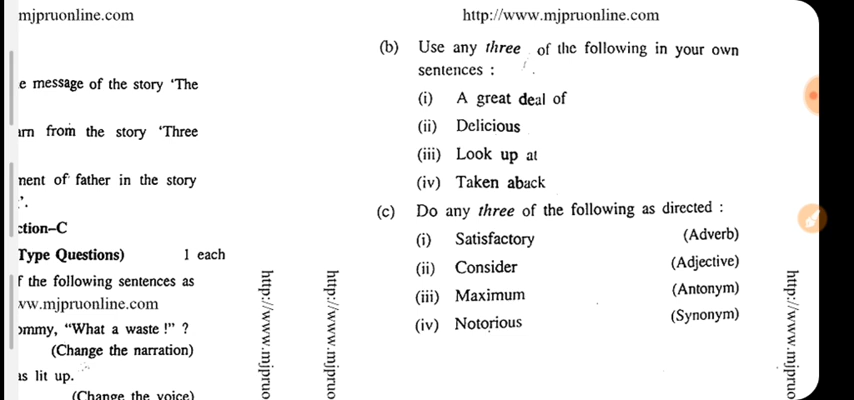 mjpruonline.com
e message of the story ‘The
arn from the story ‘Three
nent of father in the story
’.
ction–C
Type Questions) 1 each
f the following sentences as
vw.mjpruonline.com
ommy, “What a waste !” ?
(Change the narration)
as lit up.
(Change the voice)
http://www.mjpruo
http://www.mjpruo
http://www.mjpruonline.com
(b) Use any three of the following in your own
sentences :
(i) A great deal of
(ii) Delicious
(iii) Look up at
(iv) Taken aback
(c) Do any three of the following as directed :
(i) Satisfactory (Adverb)
(ii) Consider (Adjective)
(iii) Maximum (Antonym)
(iv) Notorious (Synonym)
http://www.mjpruo